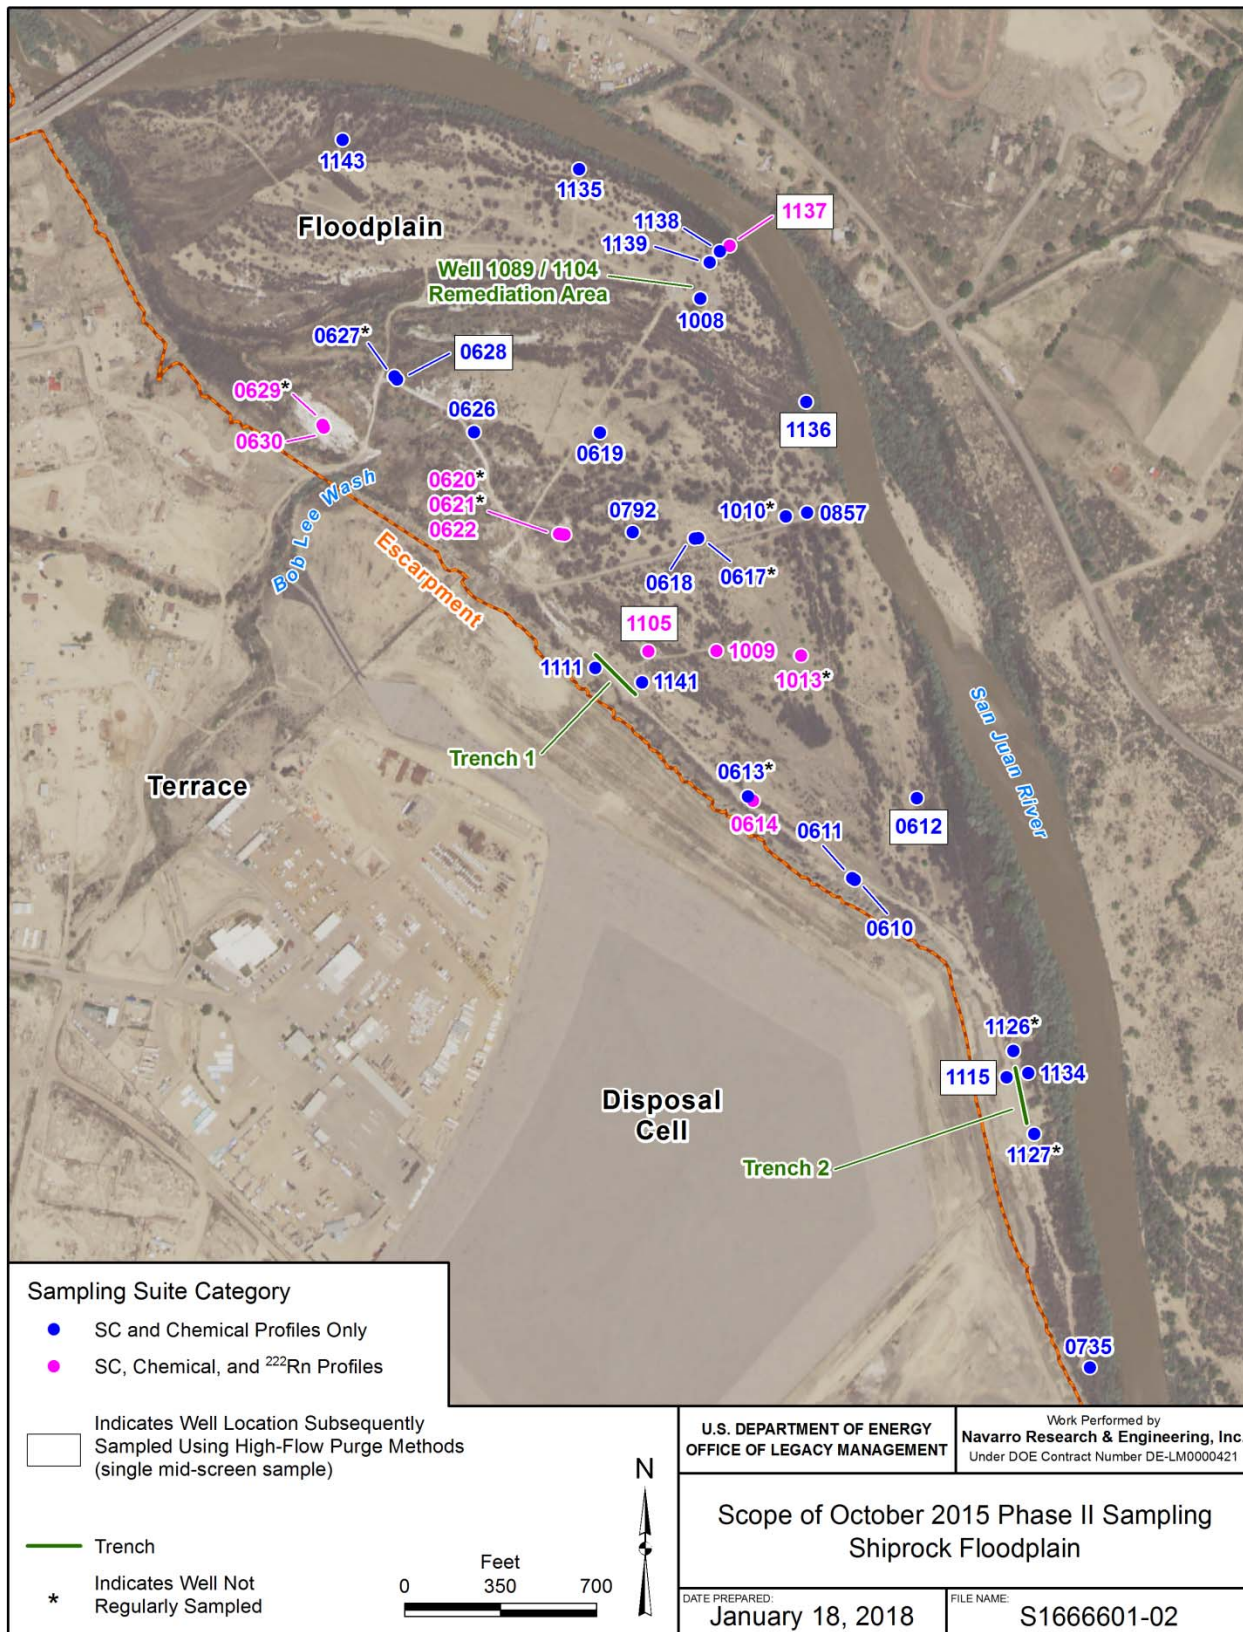 1143
1135
Floodplain
1138
1137
1139
Well 1089 / 1104
Remediation Area
1008
0627*
0628
0629*
0630
0626
0619
1136
Bob Lee Wash
0620*
0621*
0622
0792
1010*
0857
0618
0617*
Escarpment
1105
1009
1013*
1111
1141
San Juan River
Trench 1
Terrace
0613*
0614
0612
0611
0610
1126*
1115
1134
Disposal
Cell
1127*
Trench 2
0735
Sampling Suite Category
SC and Chemical Profiles Only
SC, Chemical, and ²²²Rn Profiles
Indicates Well Location Subsequently
Sampled Using High-Flow Purge Methods
(single mid-screen sample)
Trench
* Indicates Well Not
Regularly Sampled
Feet
0 350 700
N
U.S. DEPARTMENT OF ENERGY
OFFICE OF LEGACY MANAGEMENT
Work Performed by
Navarro Research & Engineering, Inc.
Under DOE Contract Number DE-LM0000421
Scope of October 2015 Phase II Sampling
Shiprock Floodplain
DATE PREPARED:
January 18, 2018
FILE NAME:
S1666601-02